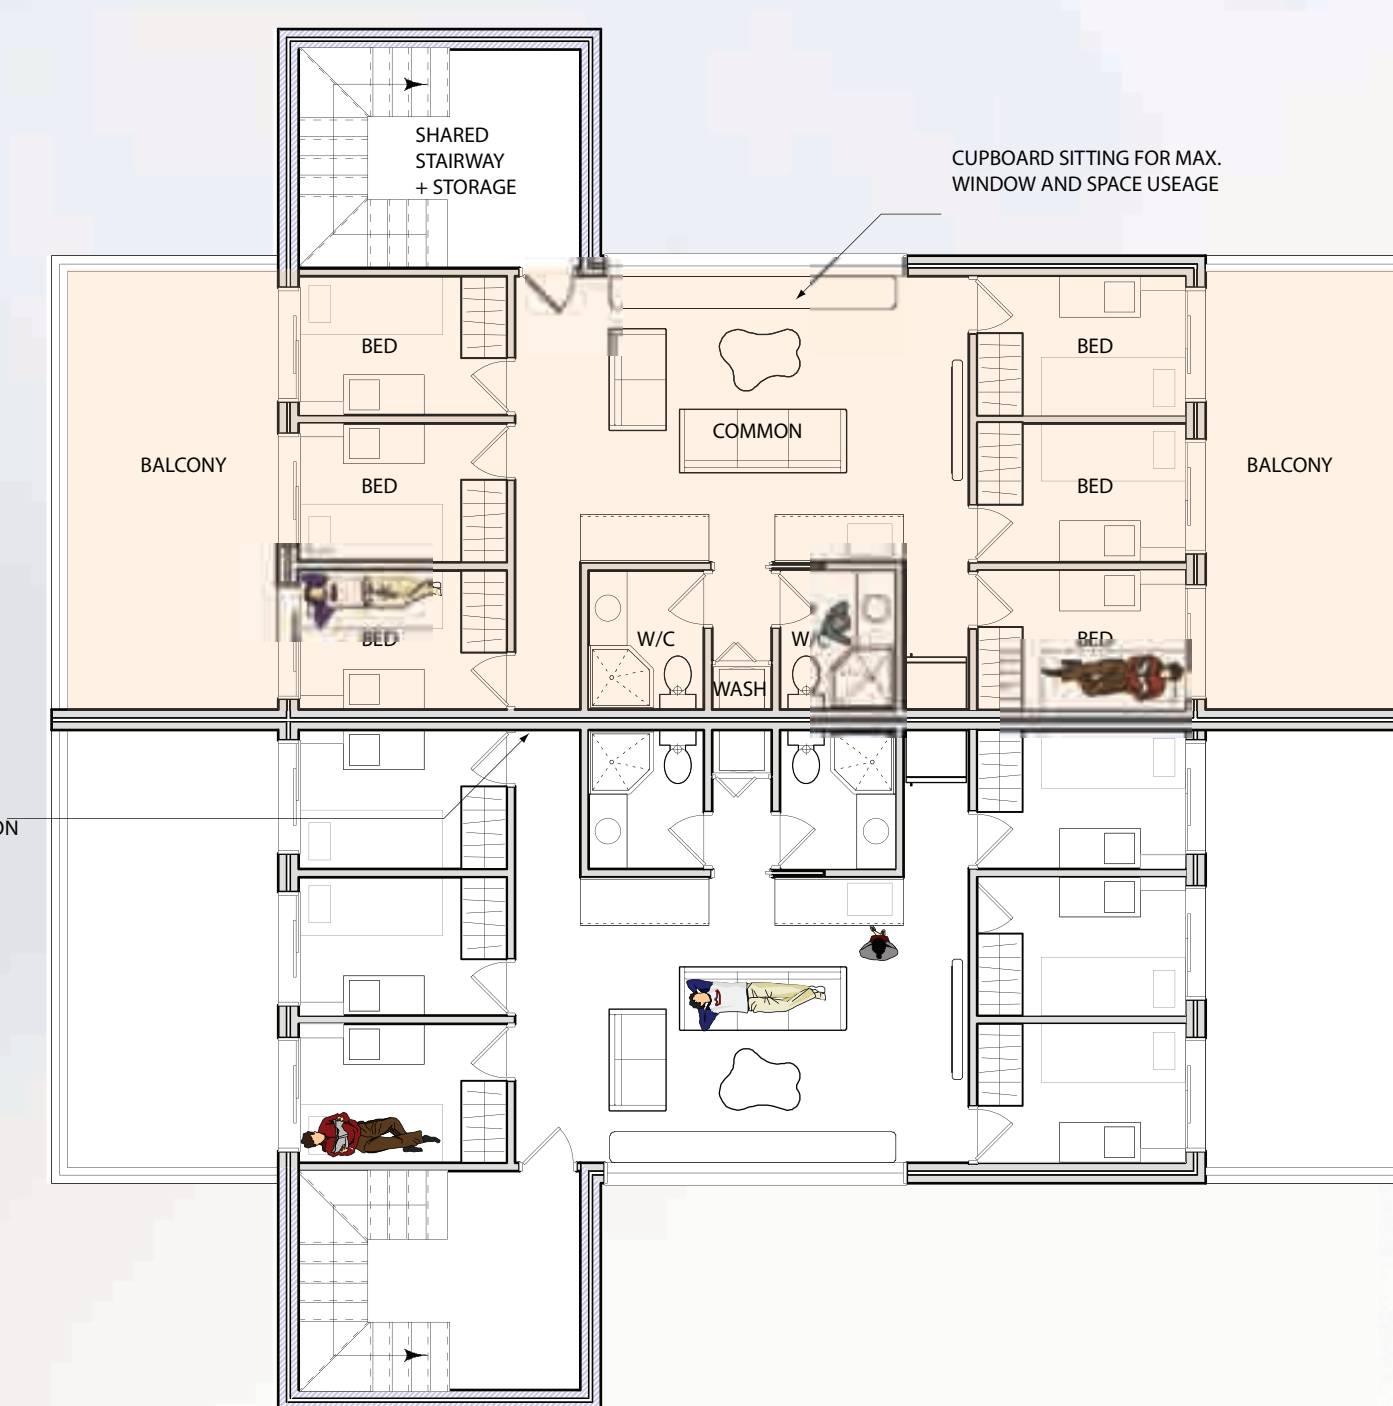 SHARED
STAIRWAY
+ STORAGE
CUPBOARD SITTING FOR MAX.
WINDOW AND SPACE USEAGE
BED
BED
COMMON
BALCONY
BALCONY
BED
BED
BED
W/C
BED
WASH
ON